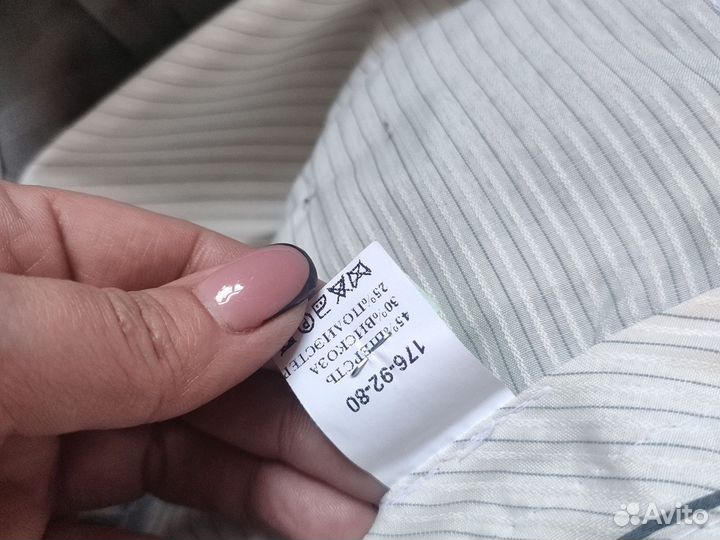 176-92-80
45%ШЕРСТЬ
30%ВИСКОЗА
25%ПОЛИЭСТЕР
Avito